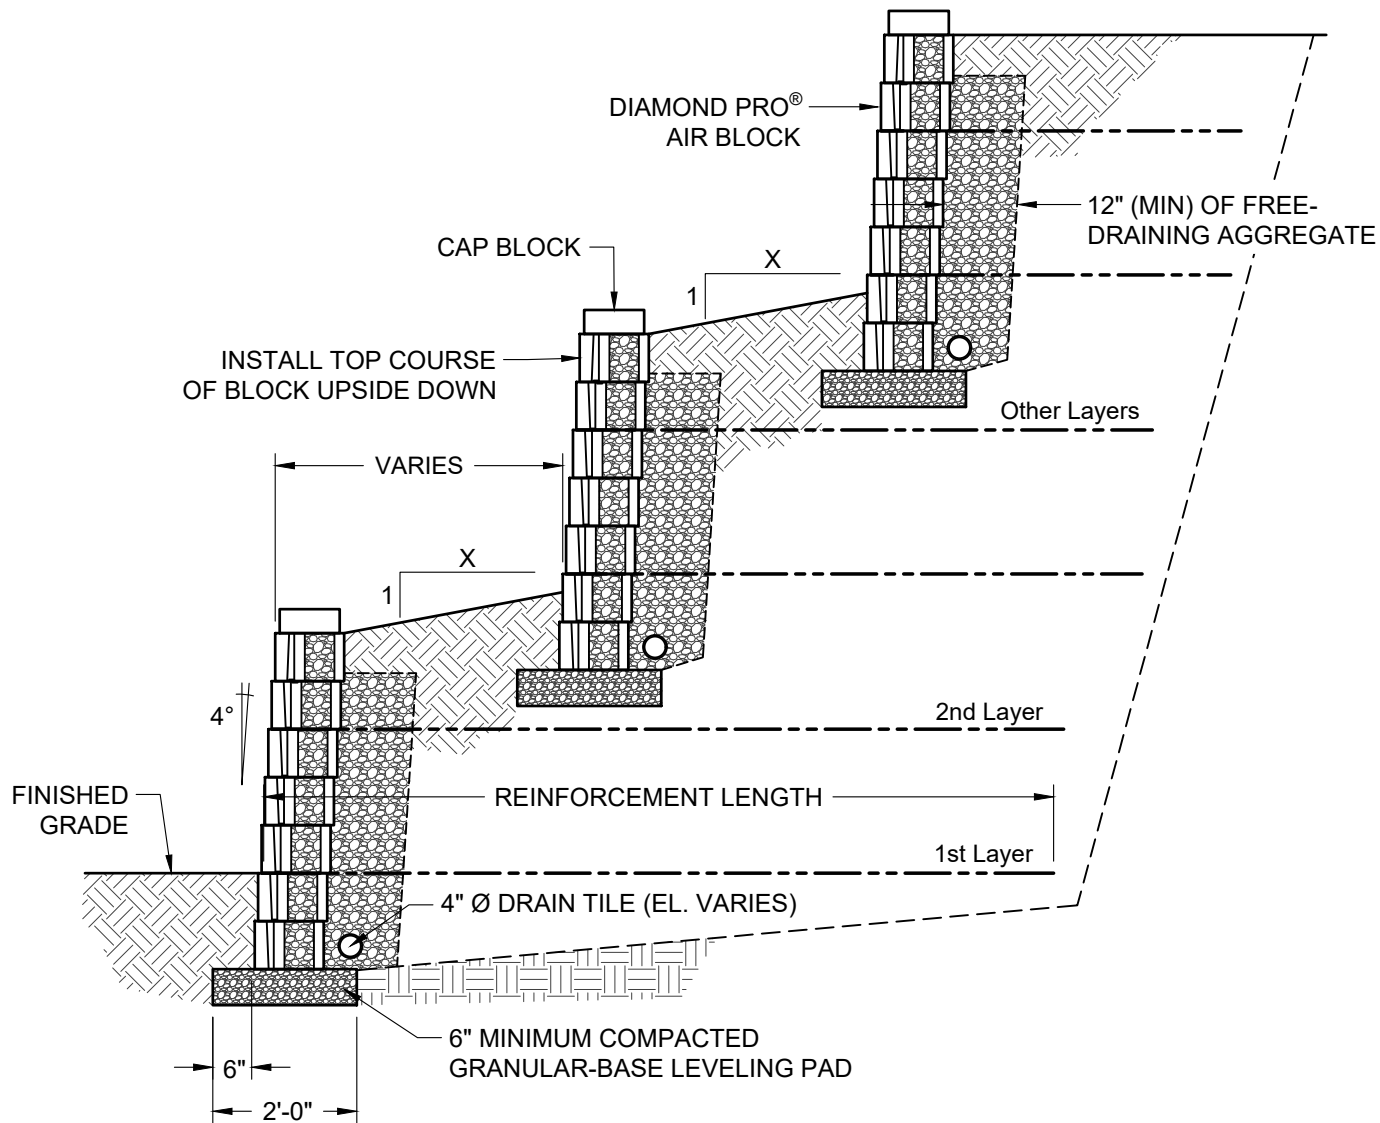 DIAMOND PRO®
AIR BLOCK
12" (MIN) OF FREE-
DRAINING AGGREGATE
CAP BLOCK
X
1
INSTALL TOP COURSE
OF BLOCK UPSIDE DOWN
Other Layers
VARIES
X
1
4°
2nd Layer
FINISHED
GRADE
REINFORCEMENT LENGTH
1st Layer
4" Ø DRAIN TILE (EL. VARIES)
6" MINIMUM COMPACTED
GRANULAR-BASE LEVELING PAD
6"
2'-0"